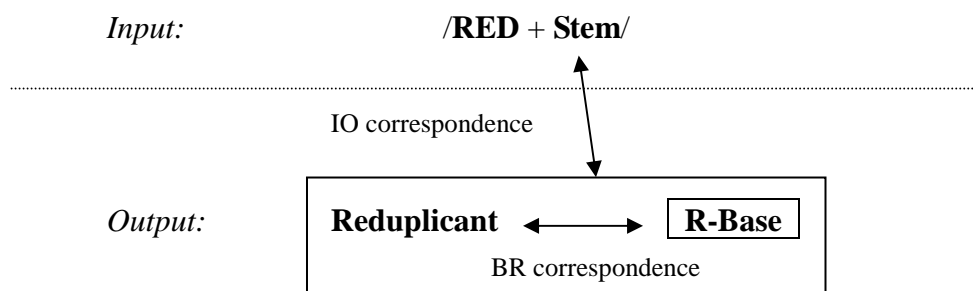 Input: /RED + Stem/
IO correspondence
Output: Reduplicant R-Base
BR correspondence